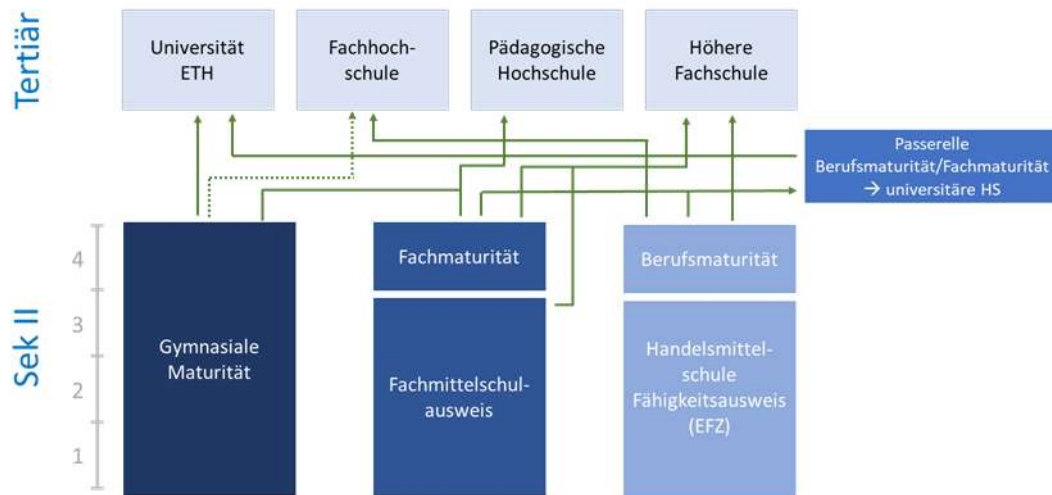 Tertiär
Universität
ETH
Fachhoch-
schule
Pädagogische
Hochschule
Höhere
Fachschule
Passerelle
Berufsmaturität/Fachmaturität
→ universitäre HS
Sek II
4
3
2
1
Gymnasiale
Maturität
Fachmaturität
Fachmittelschul-
ausweis
Berufsmaturität
Handelsmittel-
schule
Fähigkeitsausweis
(EFZ)